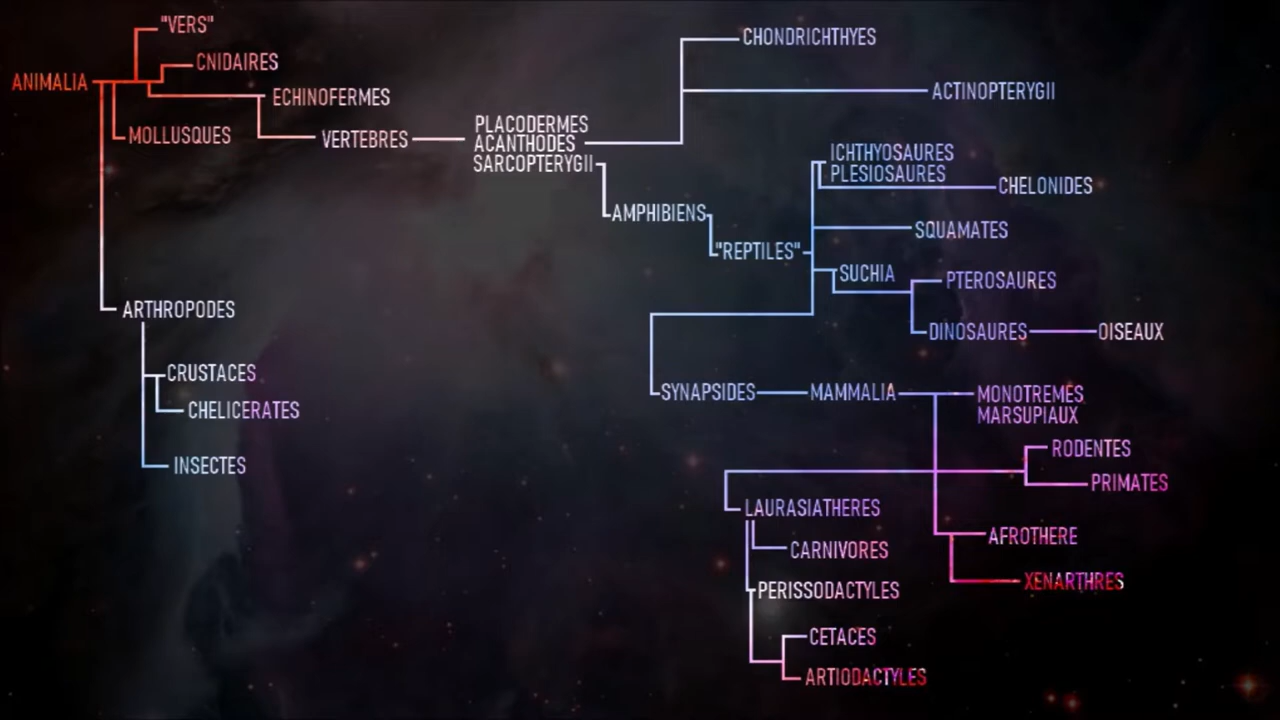 "VERS"
CNIDAIRES
ANIMALIA
ECHINOFERMES
MOLLUSQUES
VERTEBRES
PLACODERMES
ACANTHODES
SARCOPTERYGII
CHONDRICHTHYES
ACTINOPTERYGII
AMPHIBIENS
"REPTILES"
ICHTHYOSAURES
PLESIOSAURES
CHELONIDES
SQUAMATES
SUCHIA
PTEROSAURES
DINOSAURES
OISEAUX
ARTHROPODES
CRUSTACES
CHELICERATES
INSECTES
SYNAPSIDES
MAMMALIA
MONOTREMES
MARSUPIAUX
RODENTES
PRIMATES
LAURASIATHERES
CARNIVORES
PERISSODACTYLES
CETACES
ARTIODACTYLES
AFROTHERE
XENARTHRES